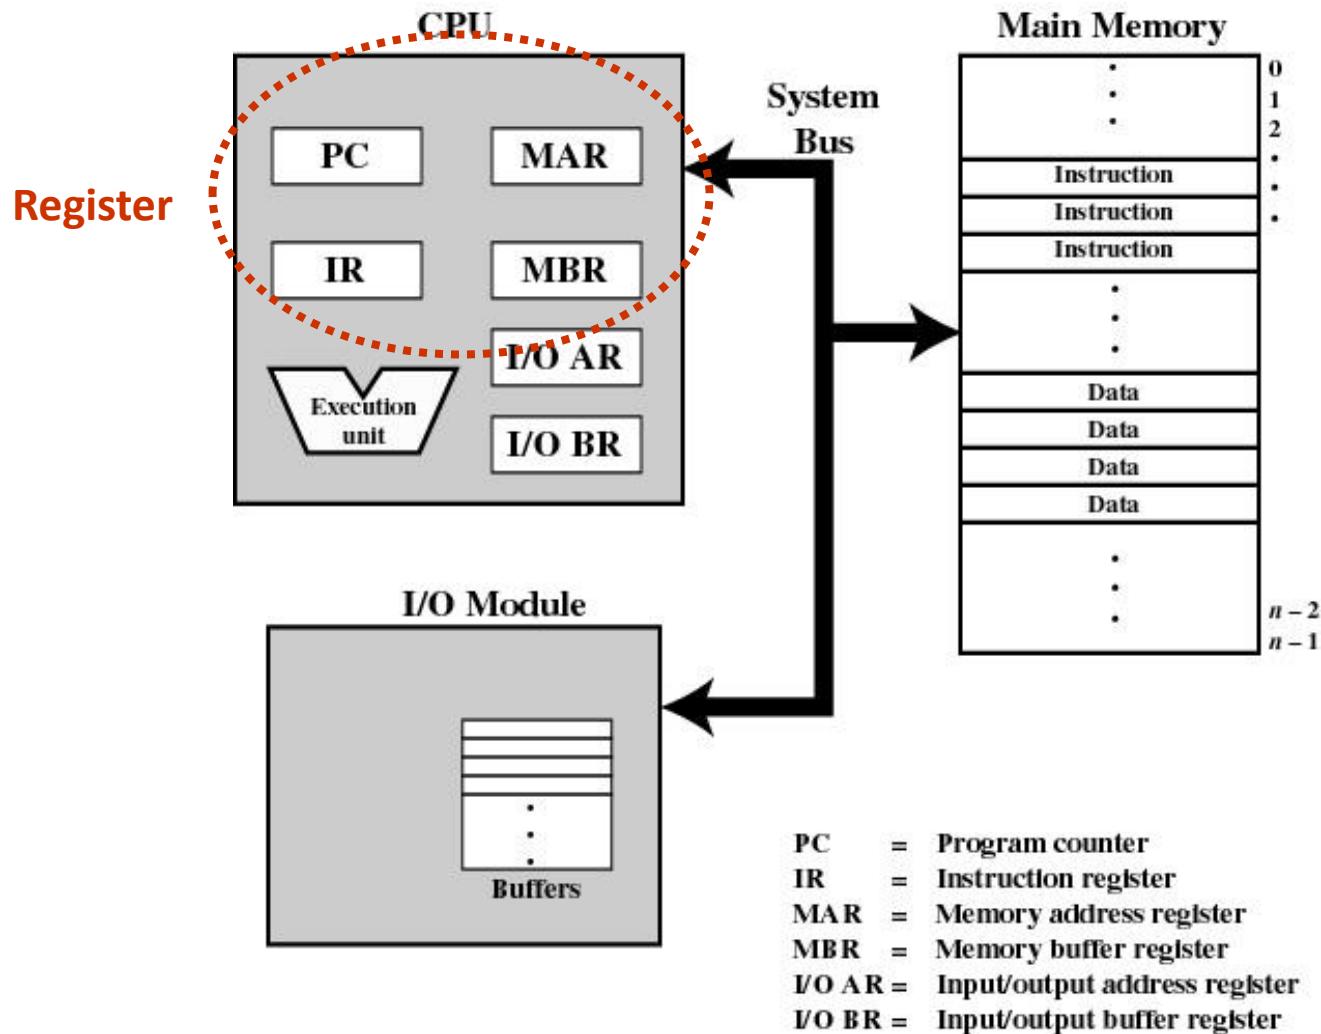 CPU
Main Memory
System
Bus
Register
PC
MAR
IR
MBR
I/O AR
I/O BR
Execution
unit
0
1
2
Instruction
Instruction
Instruction
Data
Data
Data
Data
n – 2
n – 1
I/O Module
Buffers
PC = Program counter
IR = Instruction register
MAR = Memory address register
MBR = Memory buffer register
I/O AR = Input/output address register
I/O BR = Input/output buffer register